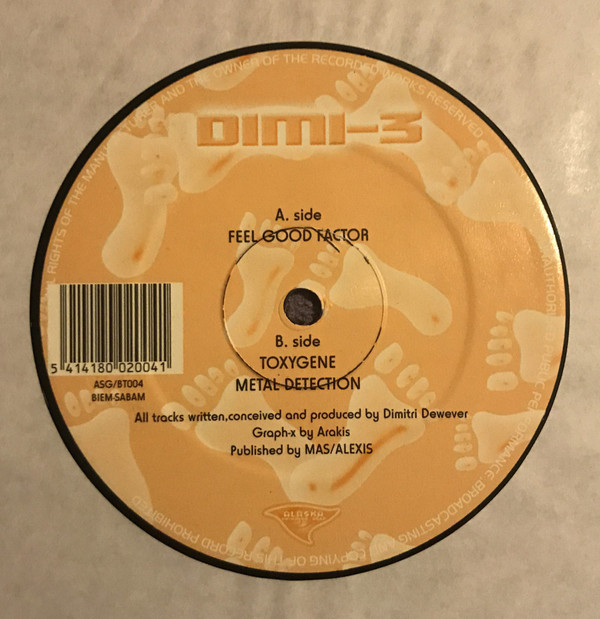 RIGHTS OF THE MANUFACTURER AND THE OWNER OF THE RECORDED WORKS RESERVED
DIMI-3
A. side
FEEL GOOD FACTOR
5 414180 020041
ASG/BT004
BIEM-SABAM
B. side
TOXYGENE
METAL DETECTION
All tracks written,conceived and produced by Dimitri Dewever
Graph-x by Arakis
Published by MAS/ALEXIS
ALASKA
PERFORMANCE, BROADCASTING AND COPYING OF THIS RECORD PROHIBITED